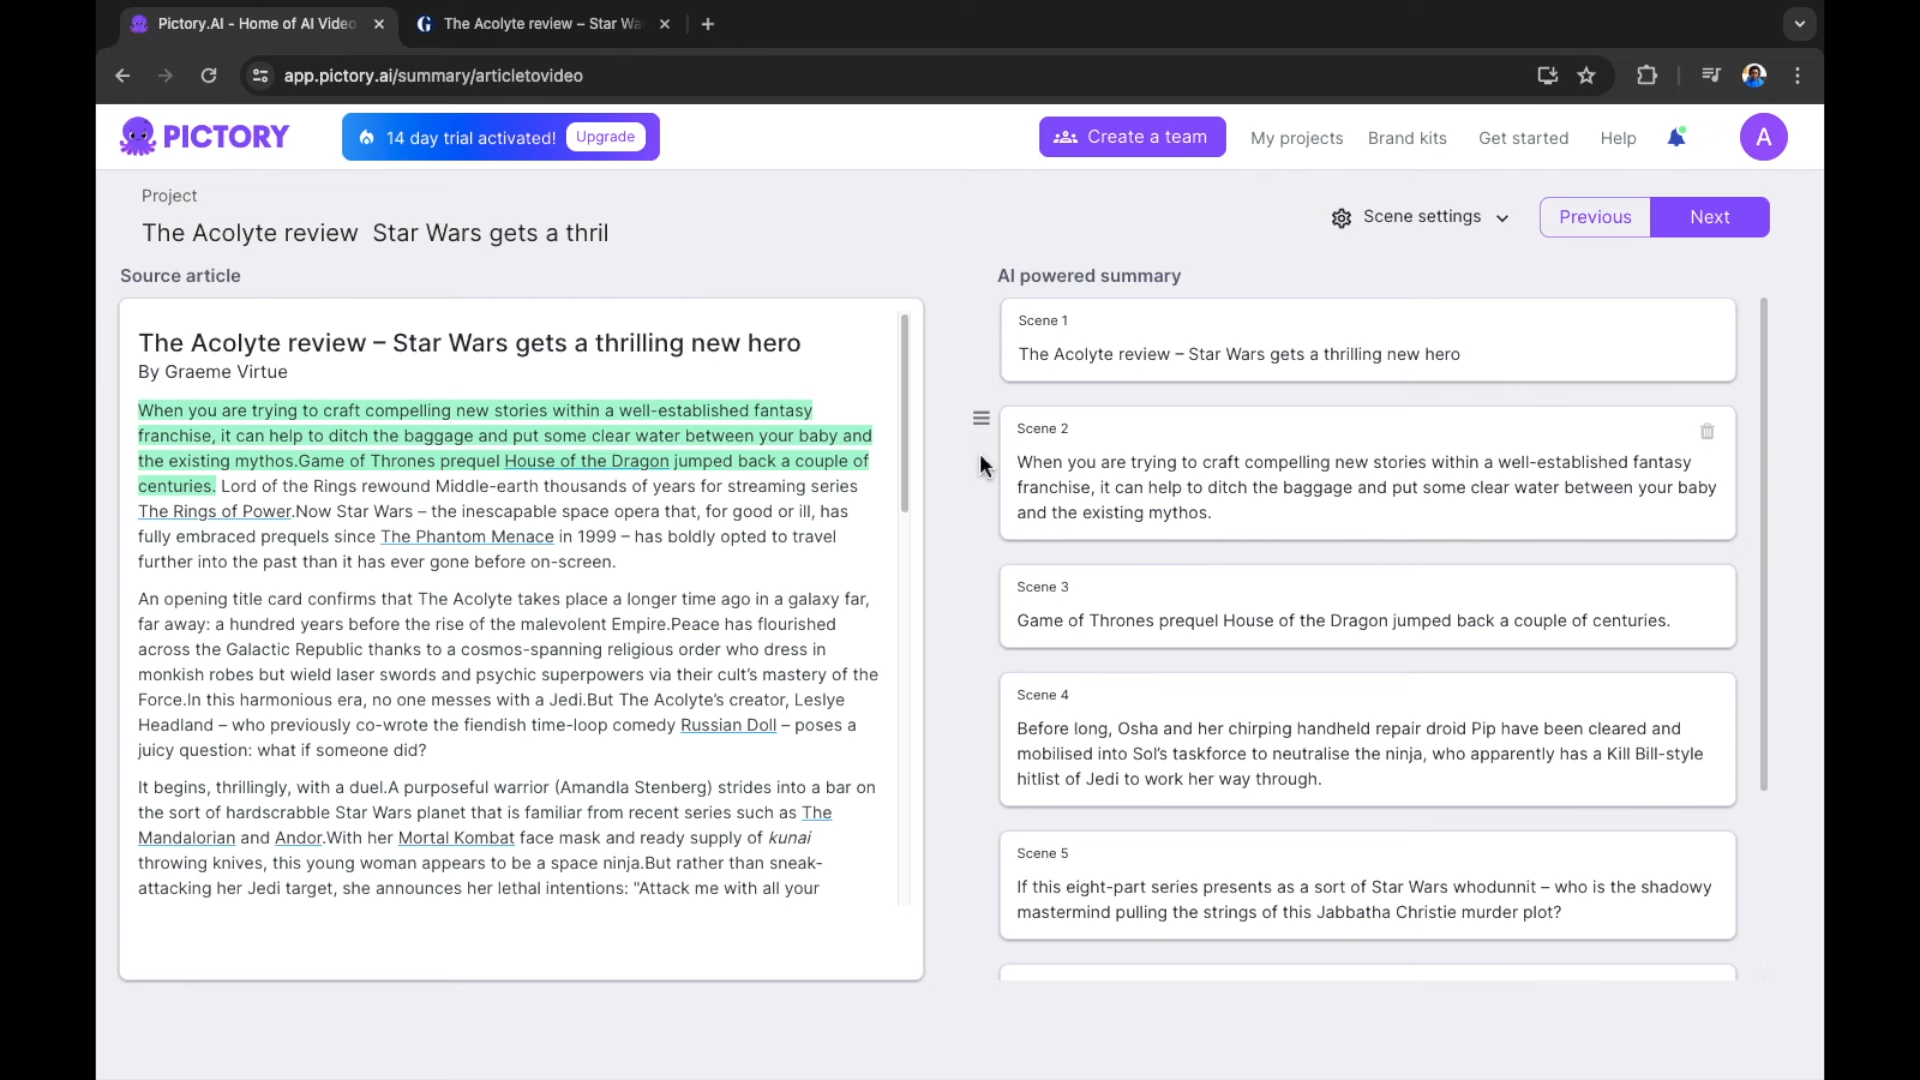 Pictory.AI - Home of AI Video
The Acolyte review – Star Wa
app.pictory.ai/summary/articletovideo
PICTORY
14 day trial activated!
Upgrade
Create a team
My projects
Brand kits
Get started
Help
A
Project
The Acolyte review Star Wars gets a thril
Scene settings
Previous
Next
Source article
The Acolyte review – Star Wars gets a thrilling new hero
By Graeme Virtue
When you are trying to craft compelling new stories within a well-established fantasy
franchise, it can help to ditch the baggage and put some clear water between your baby and
the existing mythos.Game of Thrones prequel House of the Dragon jumped back a couple of
centuries. Lord of the Rings rewound Middle-earth thousands of years for streaming series
The Rings of Power.Now Star Wars – the inescapable space opera that, for good or ill, has
fully embraced prequels since The Phantom Menace in 1999 – has boldly opted to travel
further into the past than it has ever gone before on-screen.
An opening title card confirms that The Acolyte takes place a longer time ago in a galaxy far,
far away: a hundred years before the rise of the malevolent Empire.Peace has flourished
across the Galactic Republic thanks to a cosmos-spanning religious order who dress in
monkish robes but wield laser swords and psychic superpowers via their cult’s mastery of the
Force.In this harmonious era, no one messes with a Jedi.But The Acolyte’s creator, Leslye
Headland – who previously co-wrote the fiendish time-loop comedy Russian Doll – poses a
juicy question: what if someone did?
It begins, thrillingly, with a duel.A purposeful warrior (Amandla Stenberg) strides into a bar on
the sort of hardscrabble Star Wars planet that is familiar from recent series such as The
Mandalorian and Andor.With her Mortal Kombat face mask and ready supply of kunai
throwing knives, this young woman appears to be a space ninja.But rather than sneak-
attacking her Jedi target, she announces her lethal intentions: "Attack me with all your
AI powered summary
Scene 1
The Acolyte review – Star Wars gets a thrilling new hero
Scene 2
When you are trying to craft compelling new stories within a well-established fantasy
franchise, it can help to ditch the baggage and put some clear water between your baby
and the existing mythos.
Scene 3
Game of Thrones prequel House of the Dragon jumped back a couple of centuries.
Scene 4
Before long, Osha and her chirping handheld repair droid Pip have been cleared and
mobilised into Sol’s taskforce to neutralise the ninja, who apparently has a Kill Bill-style
hitlist of Jedi to work her way through.
Scene 5
If this eight-part series presents as a sort of Star Wars whodunnit – who is the shadowy
mastermind pulling the strings of this Jabbatha Christie murder plot?